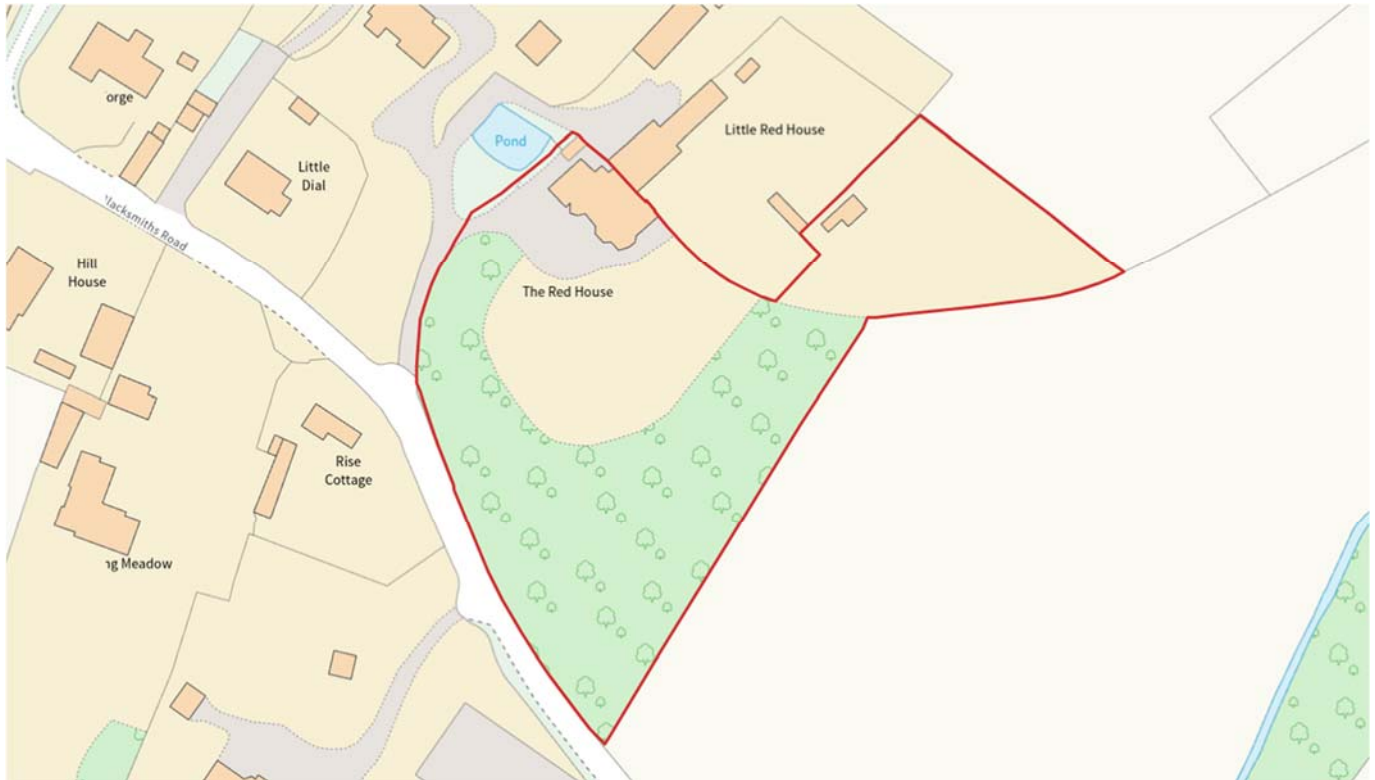 orge
Pond
Little Red House
Little
Dial
lacksmiths Road
Hill
House
The Red House
Rise
Cottage
ng Meadow